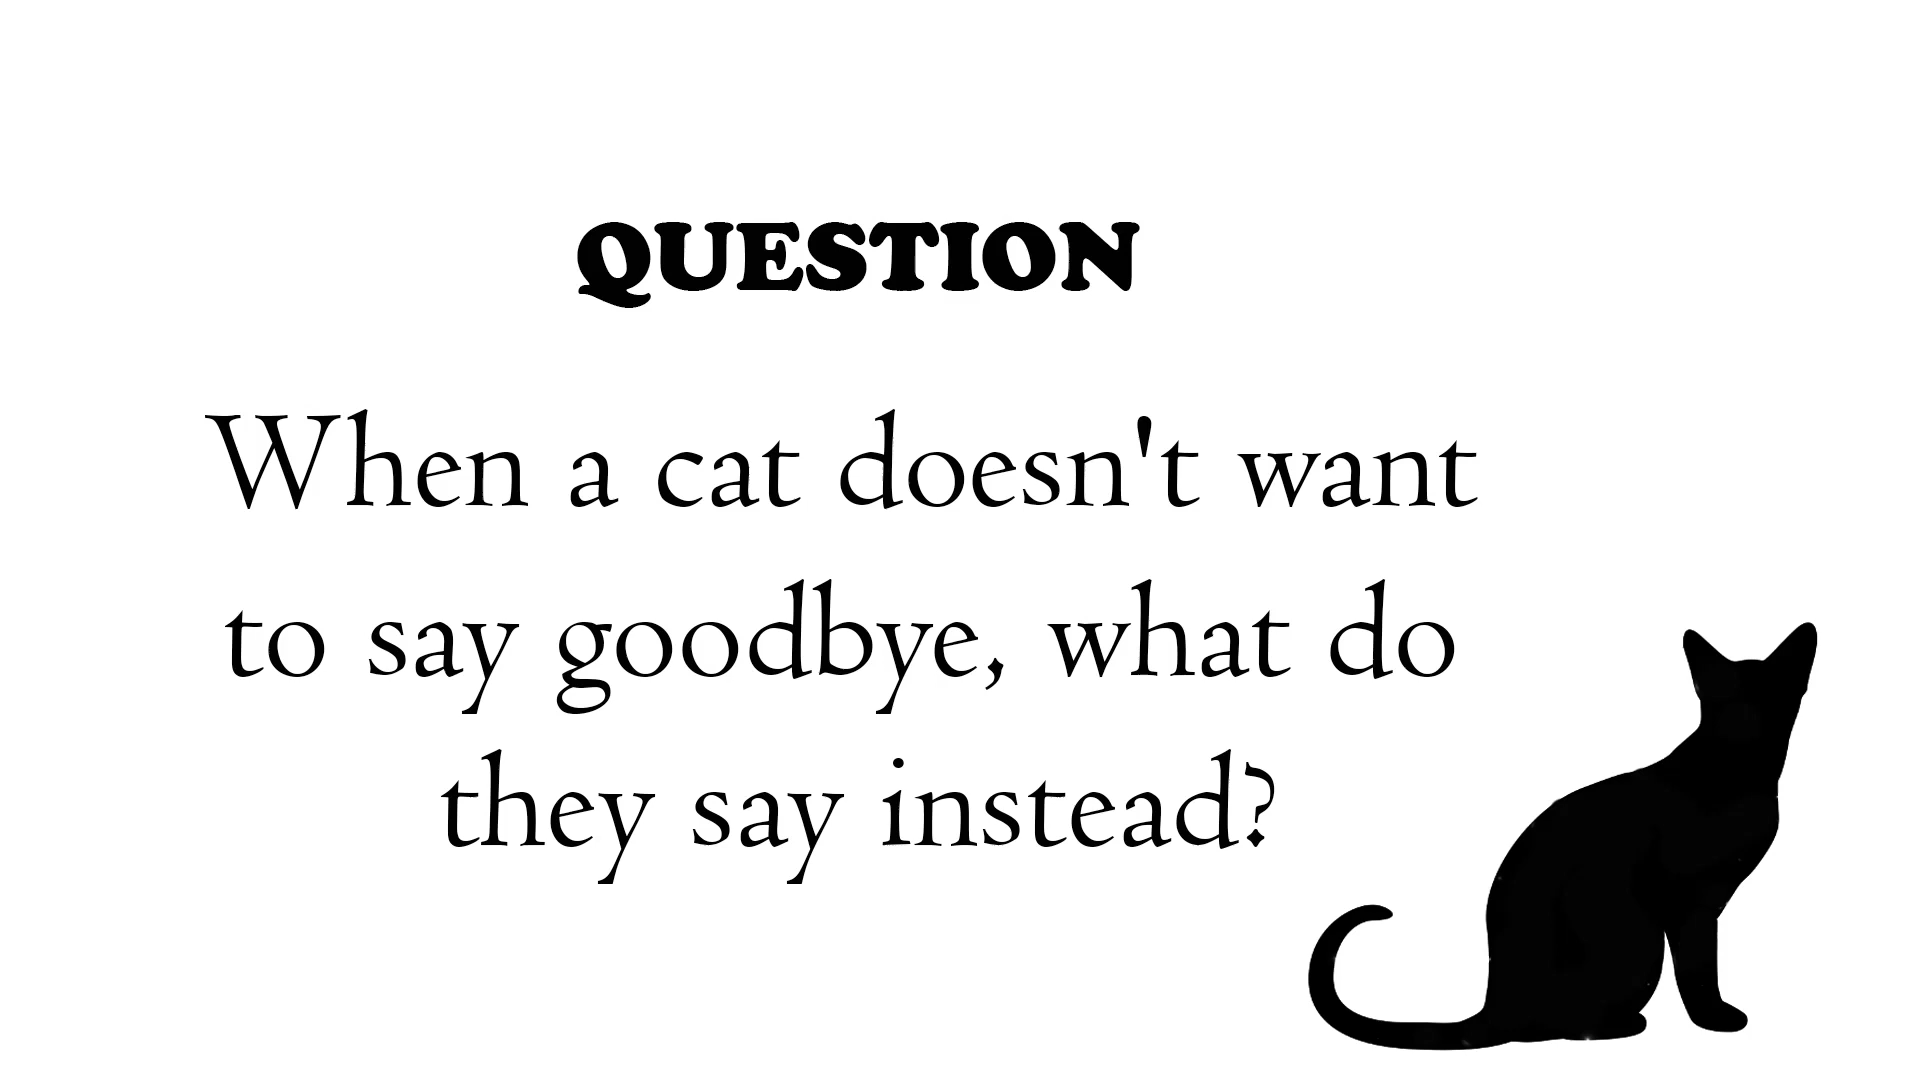 QUESTION
When a cat doesn't want
to say goodbye, what do
they say instead?